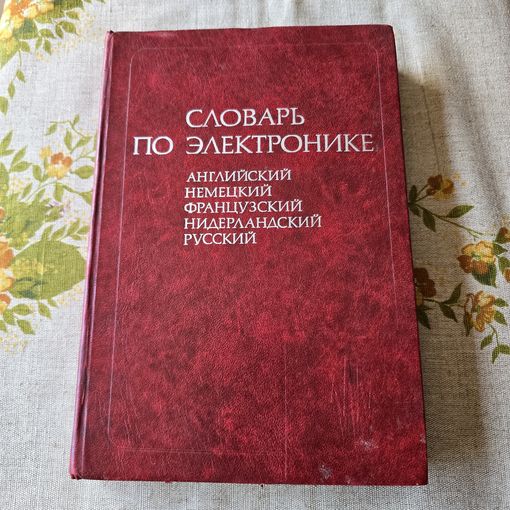 СЛОВАРЬ
ПО ЭЛЕКТРОНИКЕ
АНГЛИЙСКИЙ
НЕМЕЦКИЙ
ФРАНЦУЗСКИЙ
НИДЕРЛАНДСКИЙ
РУССКИЙ